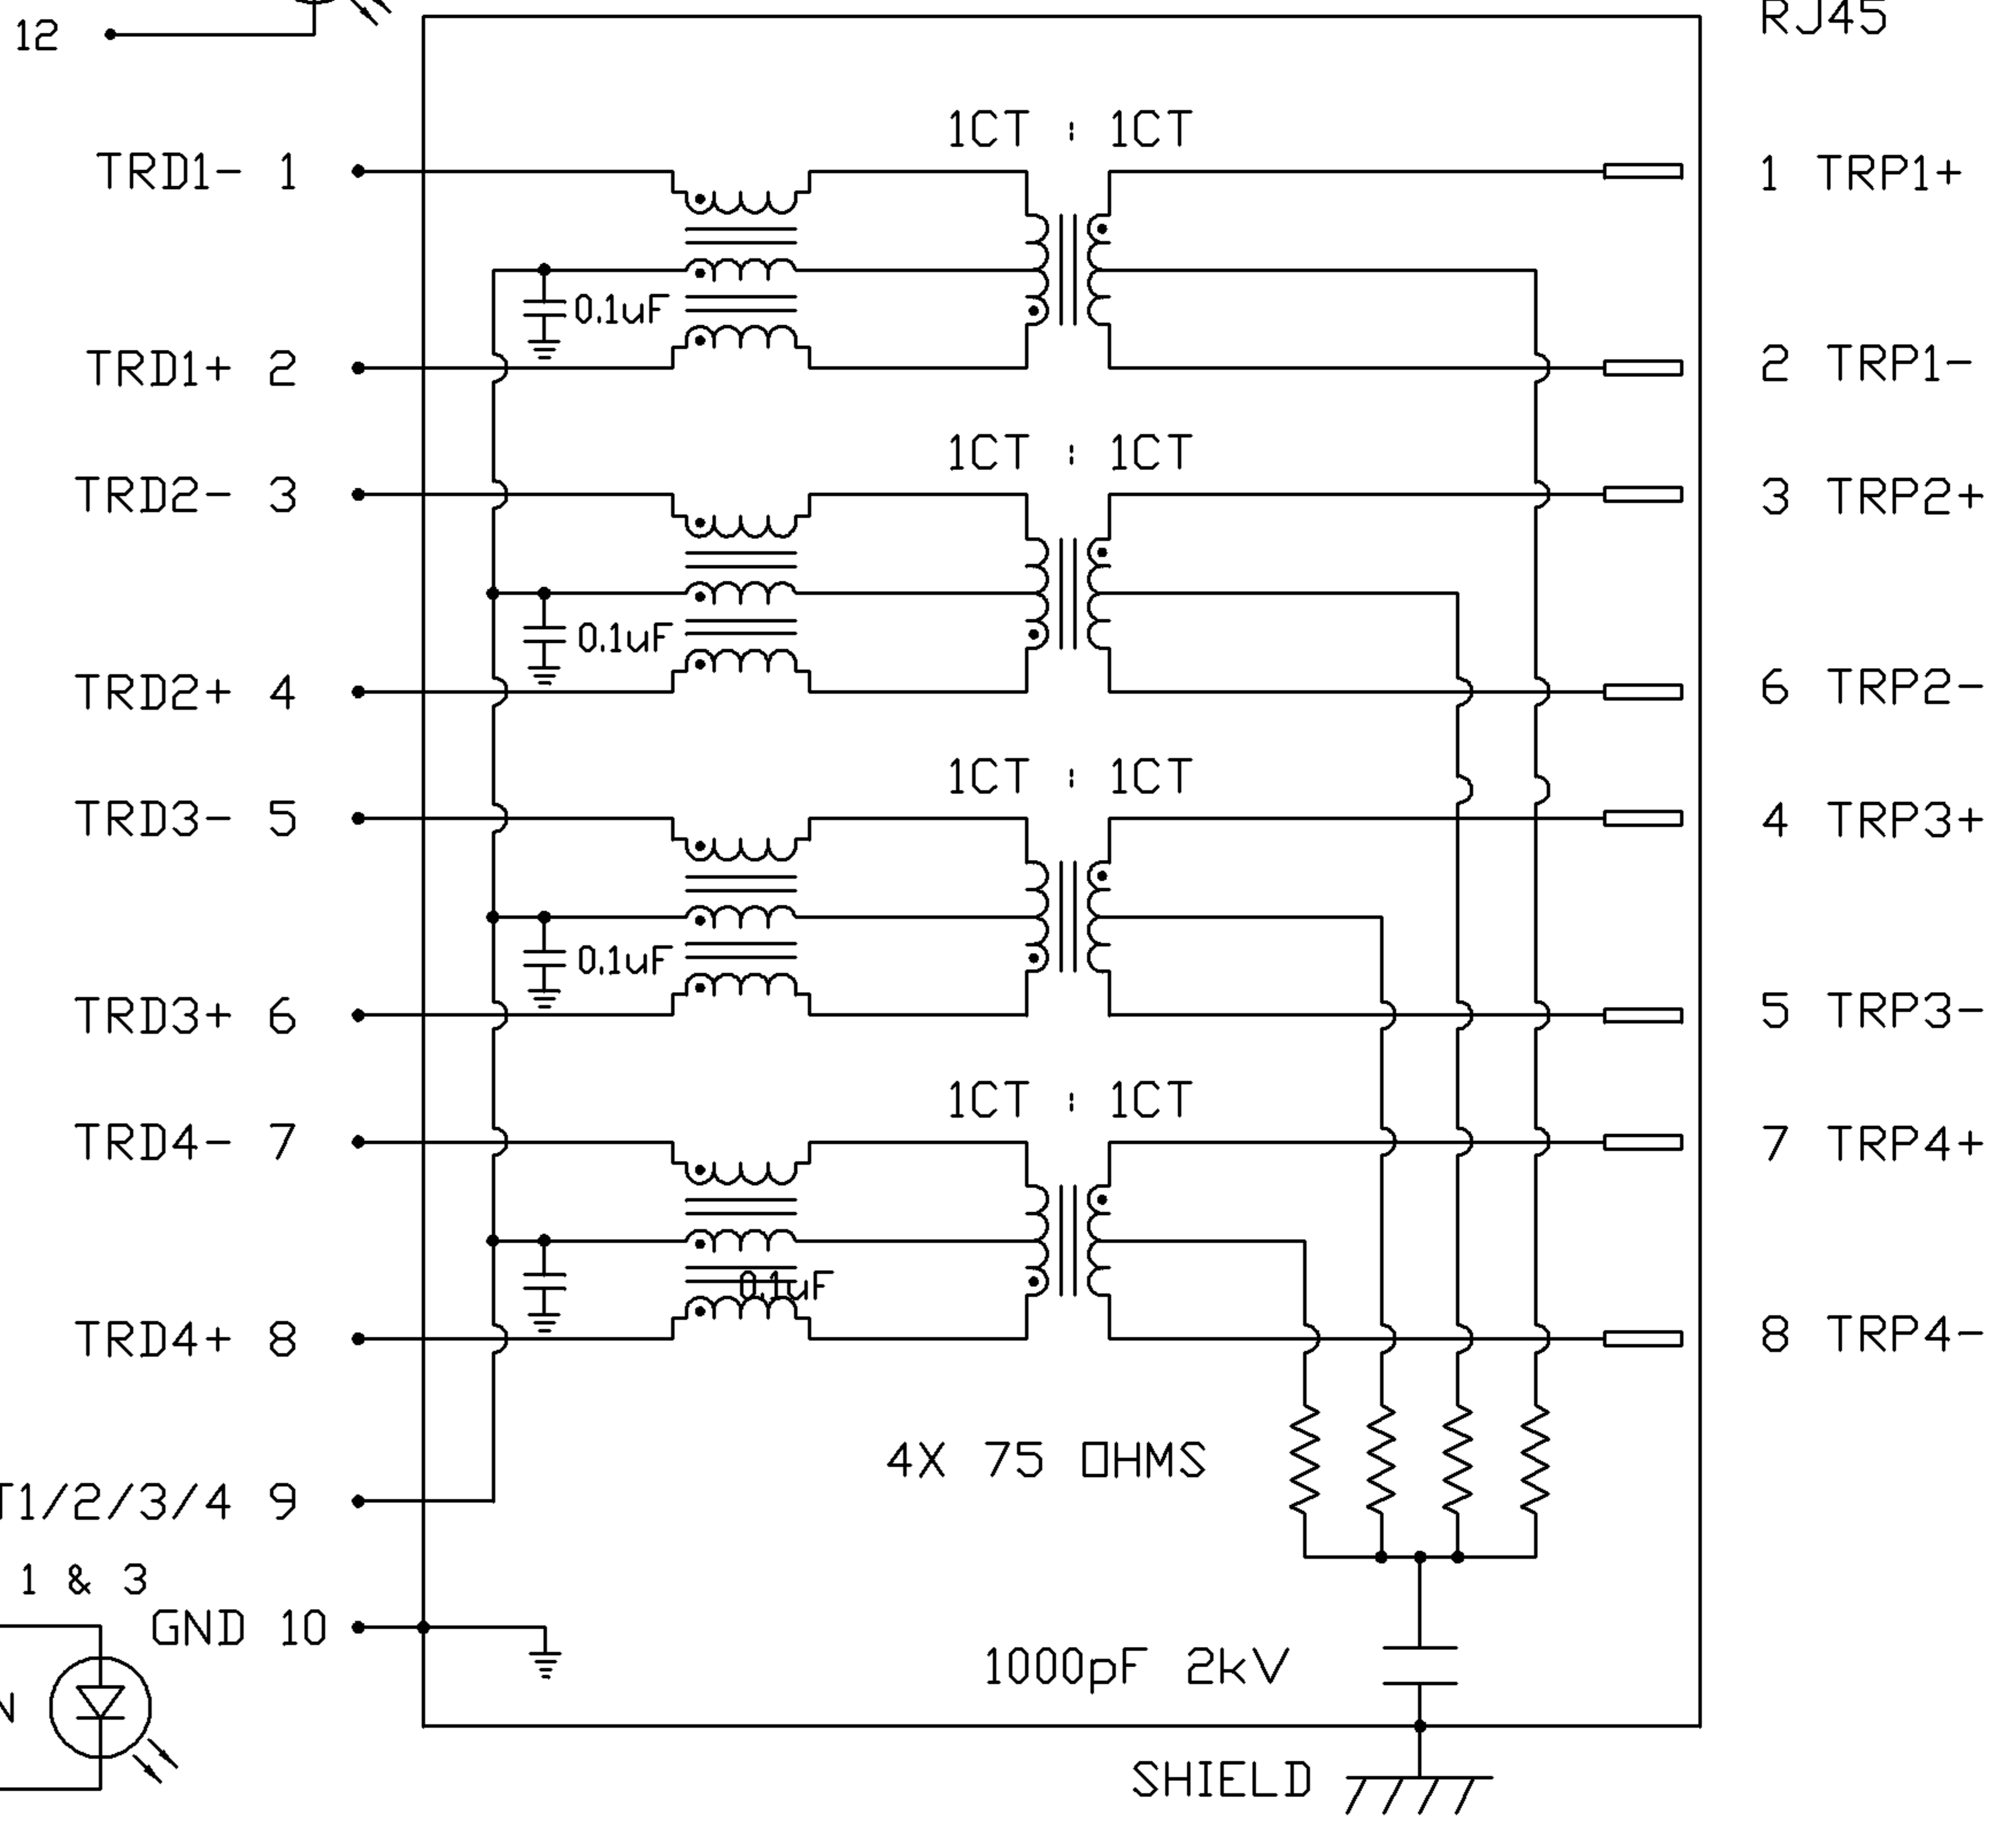 RJ45
12
1CT : 1CT
TRD1- 1
1 TRP1+
0.1uF
TRD1+ 2
2 TRP1-
1CT : 1CT
TRD2- 3
3 TRP2+
0.1uF
TRD2+ 4
6 TRP2-
1CT : 1CT
TRD3- 5
4 TRP3+
0.1uF
TRD3+ 6
5 TRP3-
1CT : 1CT
TRD4- 7
7 TRP4+
0.1uF
TRD4+ 8
8 TRP4-
4X 75 OHMS
T1/2/3/4 9
1 & 3
GND 10
1000pF 2kV
N
SHIELD